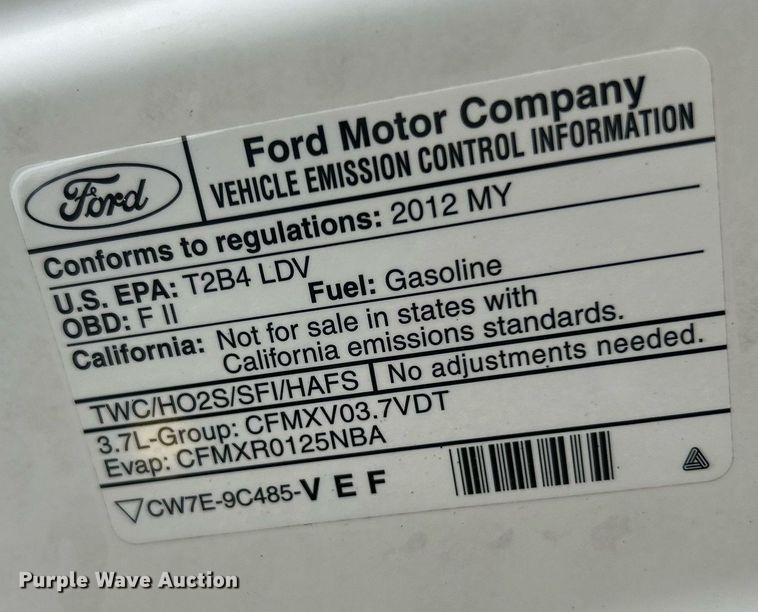 Ford
Ford Motor Company
VEHICLE EMISSION CONTROL INFORMATION
Conforms to regulations: 2012 MY
U.S. EPA: T2B4 LDV
OBD: F II
Fuel: Gasoline
California: Not for sale in states with
California emissions standards.
TWC/HO2S/SFI/HAFS
No adjustments needed.
3.7L-Group: CFMXV03.7VDT
Evap: CFMXR0125NBA
CW7E-9C485-VEF
Purple Wave Auction